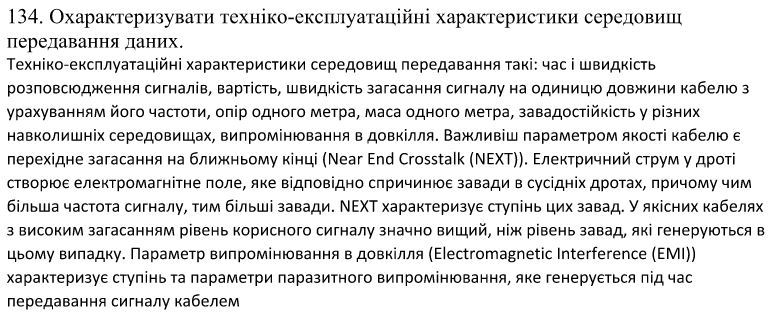 134. Охарактеризувати техніко-експлуатаційні характеристики середовищ
передавання даних.
Техніко-експлуатаційні характеристики середовищ передавання такі: час і швидкість
розповсюдження сигналів, вартість, швидкість загасання сигналу на одиницю довжини кабелю з
урахуванням його частоти, опір одного метра, маса одного метра, завадостійкість у різних
навколишніх середовищах, випромінювання в довкілля. Важливіш параметром якості кабелю є
перехідне загасання на ближньому кінці (Near End Crosstalk (NEXT)). Електричний струм у дроті
створює електромагнітне поле, яке відповідно спричинює завади в сусідніх дротах, причому чим
більша частота сигналу, тим більші завади. NEXT характеризує ступінь цих завад. У якісних кабелях
з високим загасанням рівень корисного сигналу значно вищий, ніж рівень завад, які генеруються в
цьому випадку. Параметр випромінювання в довкілля (Electromagnetic Interference (EMI))
характеризує ступінь та параметри паразитного випромінювання, яке генерується під час
передавання сигналу кабелем